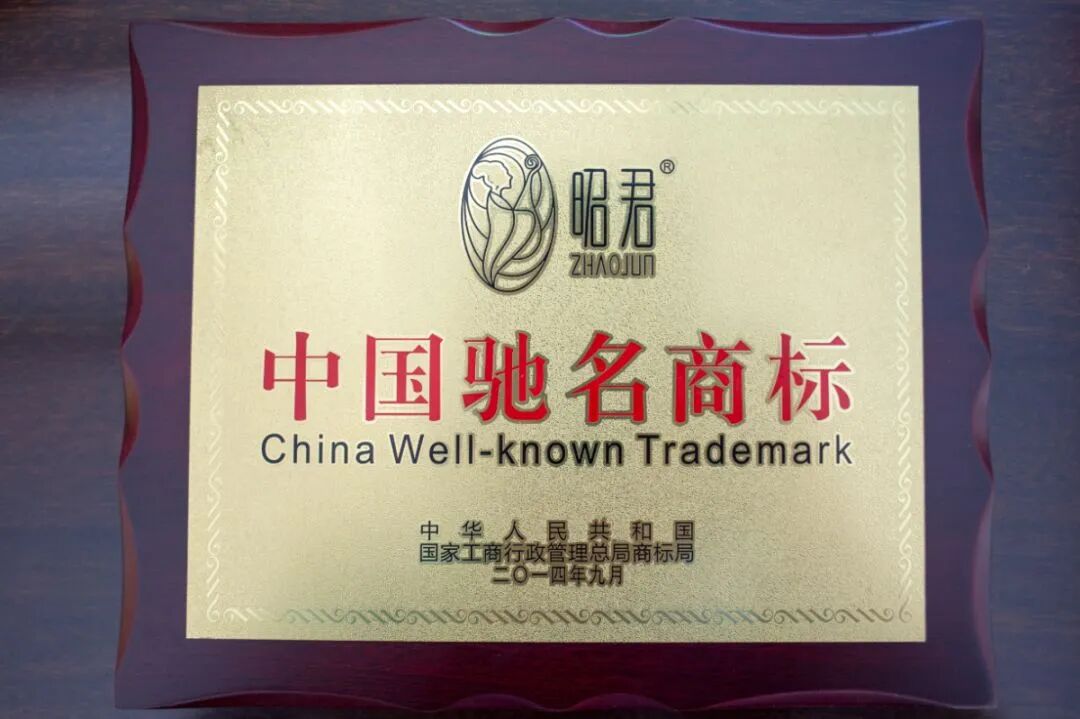 昭君®
ZHAOJUN
中国驰名商标
China Well-known Trademark
中华人民共和国
国家工商行政管理总局商标局
二〇一四年九月